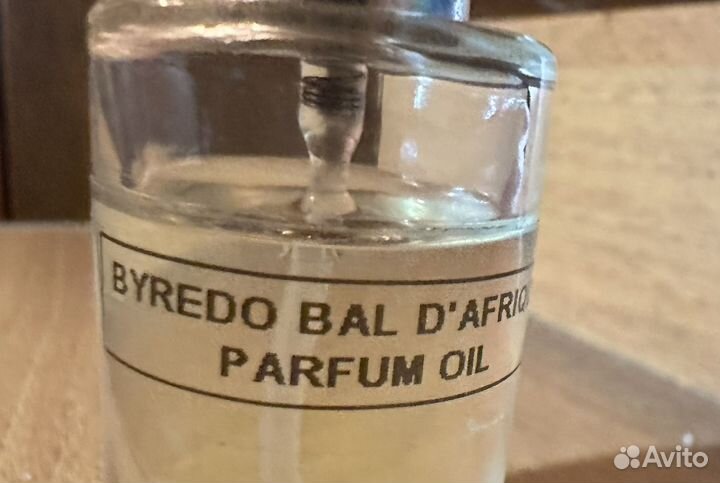 BYREDO BAL D'AFRIQ
PARFUM OIL
Avito